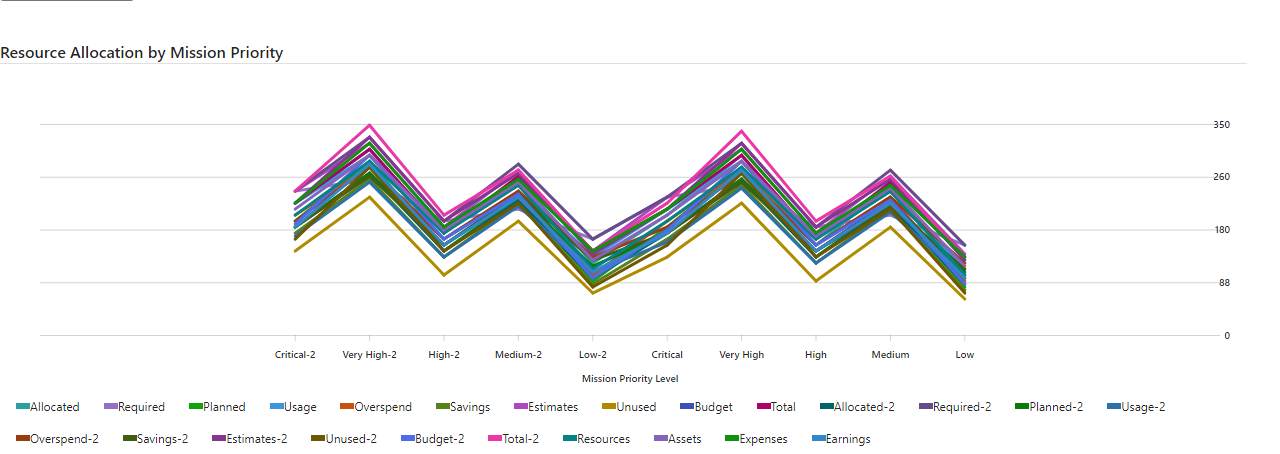 Resource Allocation by Mission Priority
350
260
180
88
0
Critical-2 Very High-2 High-2 Medium-2 Low-2 Critical Very High High Medium Low
Mission Priority Level
Allocated Required Planned Usage Overspend Savings Estimates Unused Budget Total Allocated-2 Required-2 Planned-2 Usage-2
Overspend-2 Savings-2 Estimates-2 Unused-2 Budget-2 Total-2 Resources Assets Expenses Earnings